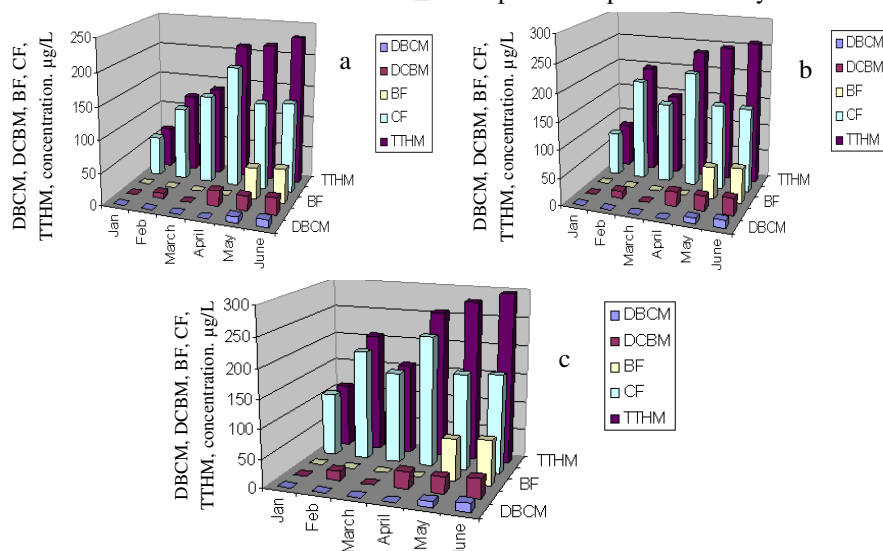 DBCM, DCBM, BF, CF,
TTHM, concentration. µg/L
250
200
150
100
50
0
Jan
Feb
March
April
May
June
TTHM
BF
DBCM
a
DBCM
DCBM
BF
CF
TTHM
DBCM, DCBM, BF, CF,
TTHM, concentration. µg/L
300
250
200
150
100
50
0
Jan
Feb
March
April
May
June
TTHM
BF
DBCM
b
DBCM
DCBM
BF
CF
TTHM
DBCM, DCBM, BF, CF,
TTHM, concentration. µg/L
300
250
200
150
100
50
0
Jan
Feb
March
April
May
June
TTHM
BF
DBCM
c
DBCM
DCBM
BF
CF
TTHM